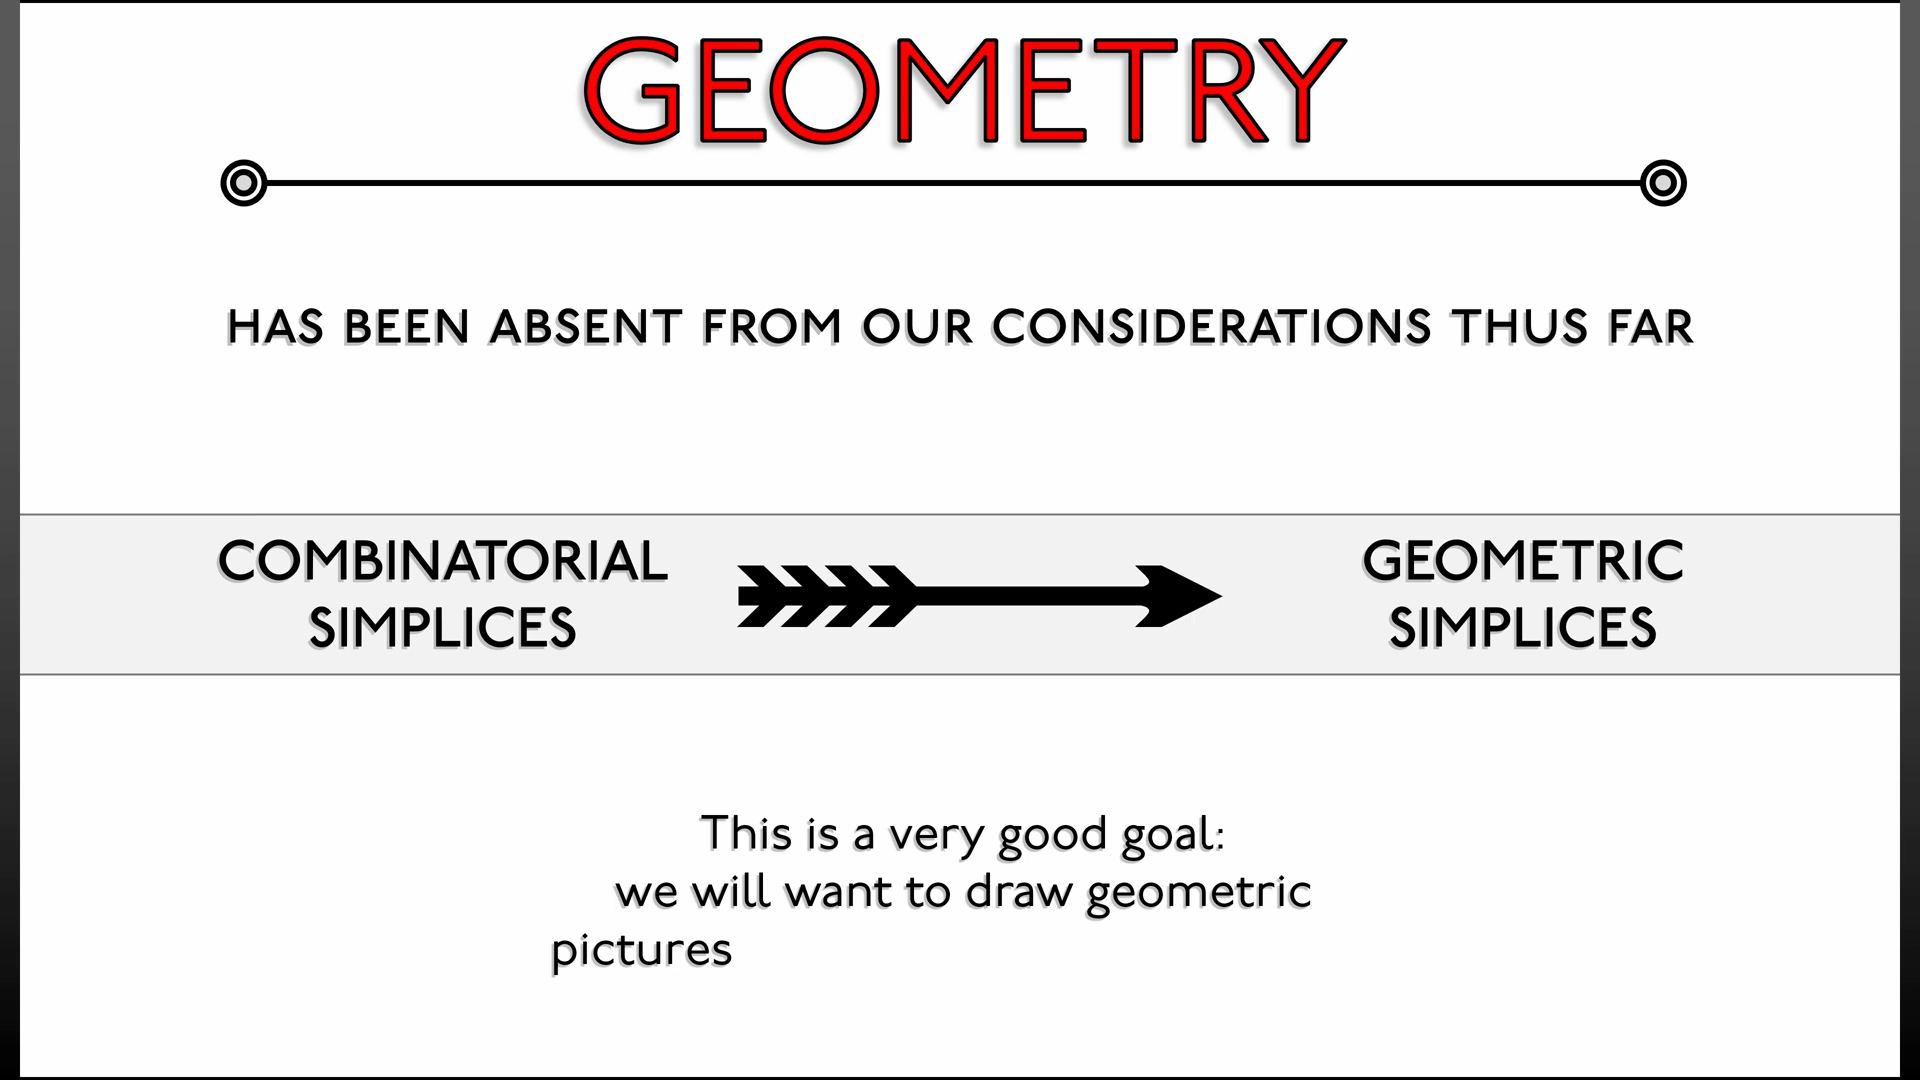 GEOMETRY
HAS BEEN ABSENT FROM OUR CONSIDERATIONS THUS FAR
COMBINATORIAL
SIMPLICES
GEOMETRIC
SIMPLICES
This is a very good goal:
we will want to draw geometric
pictures